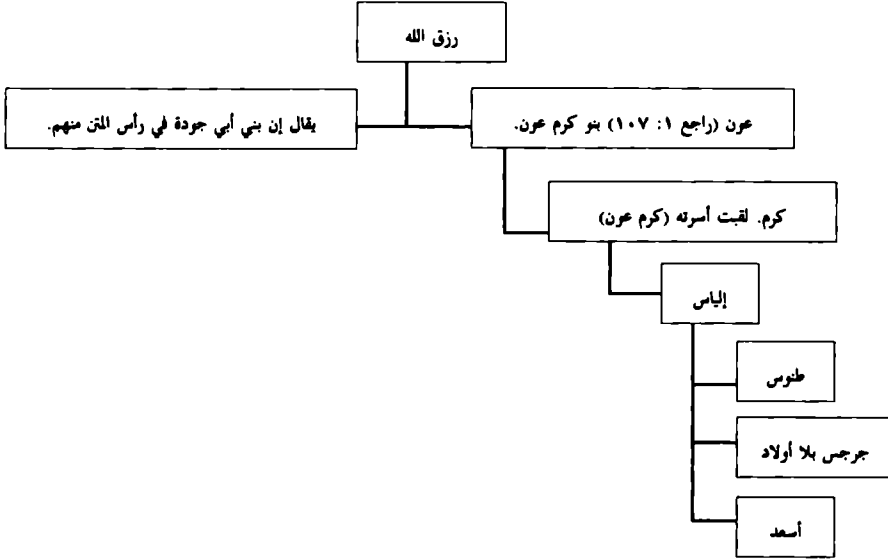 رزق الله
عون (راجع ١: ١٠٧) بنو كرم عون.
يقال إن بني أبي جودة في رأس المتن منهم.
كرم. لقبت أسرته (كرم عون)
إلياس
طنوس
جرجس بلا أولاد
أسعد